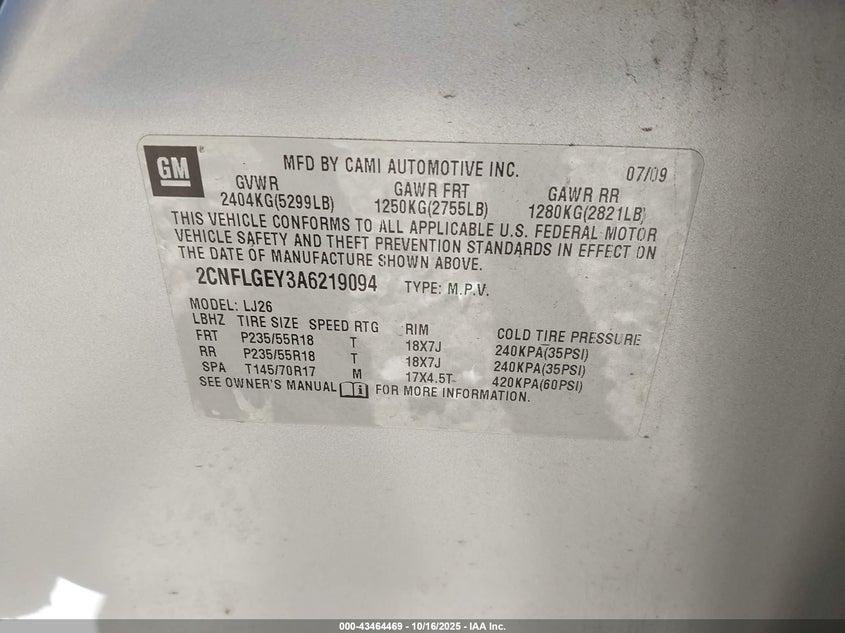 GM ®
MFD BY CAMI AUTOMOTIVE INC. 07/09
GVWR GAWR FRT GAWR RR
2404KG(5299LB) 1250KG(2755LB) 1280KG(2821LB)
THIS VEHICLE CONFORMS TO ALL APPLICABLE U.S. FEDERAL MOTOR
VEHICLE SAFETY AND THEFT PREVENTION STANDARDS IN EFFECT ON
THE DATE OF MANUFACTURE SHOWN ABOVE.
2CNFLGEY3A6219094 TYPE: M.P.V.
MODEL: LJ26
LBHZ TIRE SIZE SPEED RTG RIM COLD TIRE PRESSURE
FRT P235/55R18 T 18X7J 240KPA(35PSI)
RR P235/55R18 T 18X7J 240KPA(35PSI)
SPA T145/70R17 M 17X4.5T 420KPA(60PSI)
SEE OWNER'S MANUAL i FOR MORE INFORMATION.
000-43464469 - 10/16/2025 - IAA Inc.